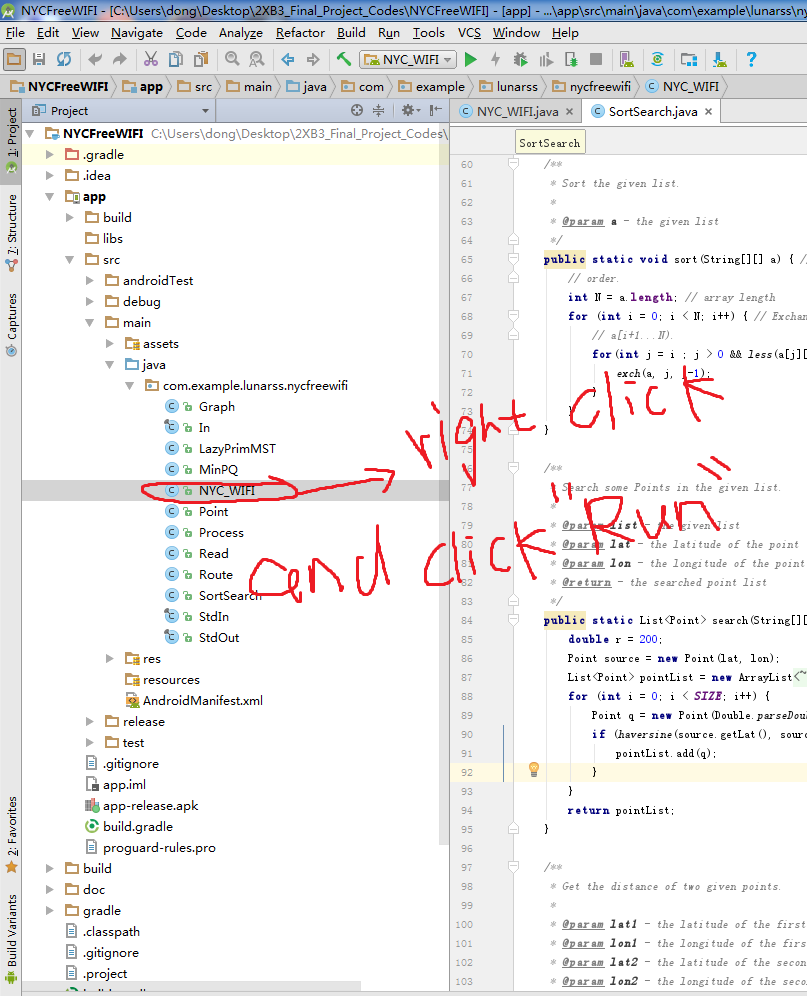 NYCFreeWIFI - [C:\Users\dong\Desktop\2XB3_Final_Project_Codes\NYCFreeWIFI] - [app] - ...\app\src\main\java\com\example\lunarss\ny
File Edit View Navigate Code Analyze Refactor Build Run Tools VCS Window Help
NYC_WIFI
NYCFreeWIFI app src main java com example lunarss nycfreewifi NYC_WIFI
1: Project
7: Structure
Captures
2: Favorites
Build Variants
Project
NYCFreeWIFI C:\Users\dong\Desktop\2XB3_Final_Project_Codes\
.gradle
.idea
app
build
libs
src
androidTest
debug
main
assets
java
com.example.lunarss.nycfreewifi
Graph
In
LazyPrimMST
MinPQ
NYC_WIFI
Point
Process
Read
Route
SortSearch
StdIn
StdOut
res
resources
AndroidManifest.xml
release
test
.gitignore
app.iml
app-release.apk
build.gradle
proguard-rules.pro
build
doc
gradle
.classpath
.gitignore
.project
NYC_WIFI.java SortSearch.java
SortSearch
60 /**
61 * Sort the given list.
62 *
63 * @param a - the given list
64 */
65 public static void sort(String[][] a) { /
66 // order.
67 int N = a.length; // array length
68 for (int i = 0; i < N; i++) { // Exchan
69 // a[i+1...N).
70 for(int j = i ; j > 0 && less(a[j][
71 exch(a, j, -1);
72 }
73
74 }
76 /**
77 Search some Points in the given list.
78 *
79 * @param list - the given list
80 * @param lat - the latitude of the point
81 * @param lon - the longitude of the point
82 * @return - the searched point list
83 */
84 public static List<Point> search(String[][
85 double r = 200;
86 Point source = new Point(lat, lon);
87 List<Point> pointList = new ArrayList<~
88 for (int i = 0; i < SIZE; i++) {
89 Point q = new Point(Double.parseDou
90 if (haversine(source.getLat(), sour
91 pointList.add(q);
92 }
93 }
94 return pointList;
95 }
96
97 /**
98 * Get the distance of two given points.
99 *
100 * @param lat1 - the latitude of the first
101 * @param lon1 - the longitude of the firs
102 * @param lat2 - the latitude of the secon
103 * @param lon2 - the longitude of the secon
right click
and click "Run"